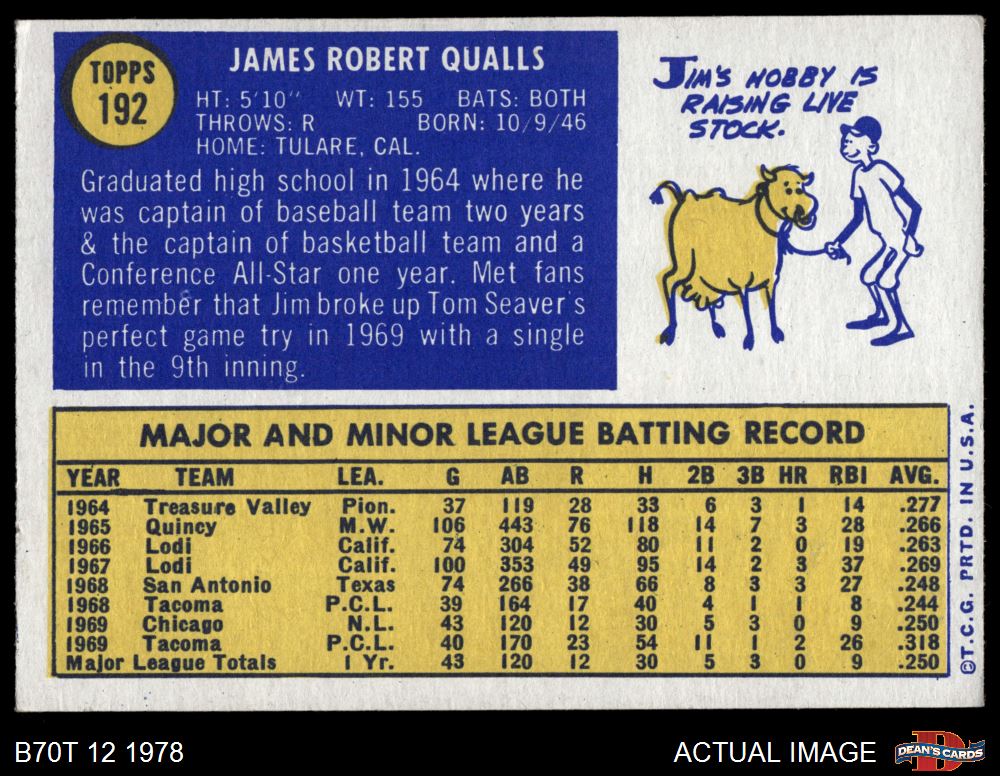 TOPPS
192
JAMES ROBERT QUALLS
HT: 5'10" WT: 155 BATS: BOTH
THROWS: R BORN: 10/9/46
HOME: TULARE, CAL.
Graduated high school in 1964 where he
was captain of baseball team two years
& the captain of basketball team and a
Conference All-Star one year. Met fans
remember that Jim broke up Tom Seaver's
perfect game try in 1969 with a single
in the 9th inning.
JIM'S HOBBY IS
RAISING LIVE
STOCK.
MAJOR AND MINOR LEAGUE BATTING RECORD
YEAR TEAM LEA. G AB R H 2B 3B HR RBI AVG.
1964 Treasure Valley Pion. 37 119 28 33 6 3 1 14 .277
1965 Quincy M.W. 106 443 76 118 14 7 3 28 .266
1966 Lodi Calif. 74 304 52 80 11 2 0 19 .263
1967 Lodi Calif. 100 353 49 95 14 2 3 37 .269
1968 San Antonio Texas 74 266 38 66 8 3 3 27 .248
1968 Tacoma P.C.L. 39 164 17 40 4 1 1 8 .244
1969 Chicago N.L. 43 120 12 30 5 3 0 9 .250
1969 Tacoma P.C.L. 40 170 23 54 11 1 2 26 .318
Major League Totals 1 Yr. 43 120 12 30 5 3 0 9 .250
©T.C.G. PRTD. IN U.S.A.
B70T 12 1978
ACTUAL IMAGE
DEAN'S CARDS